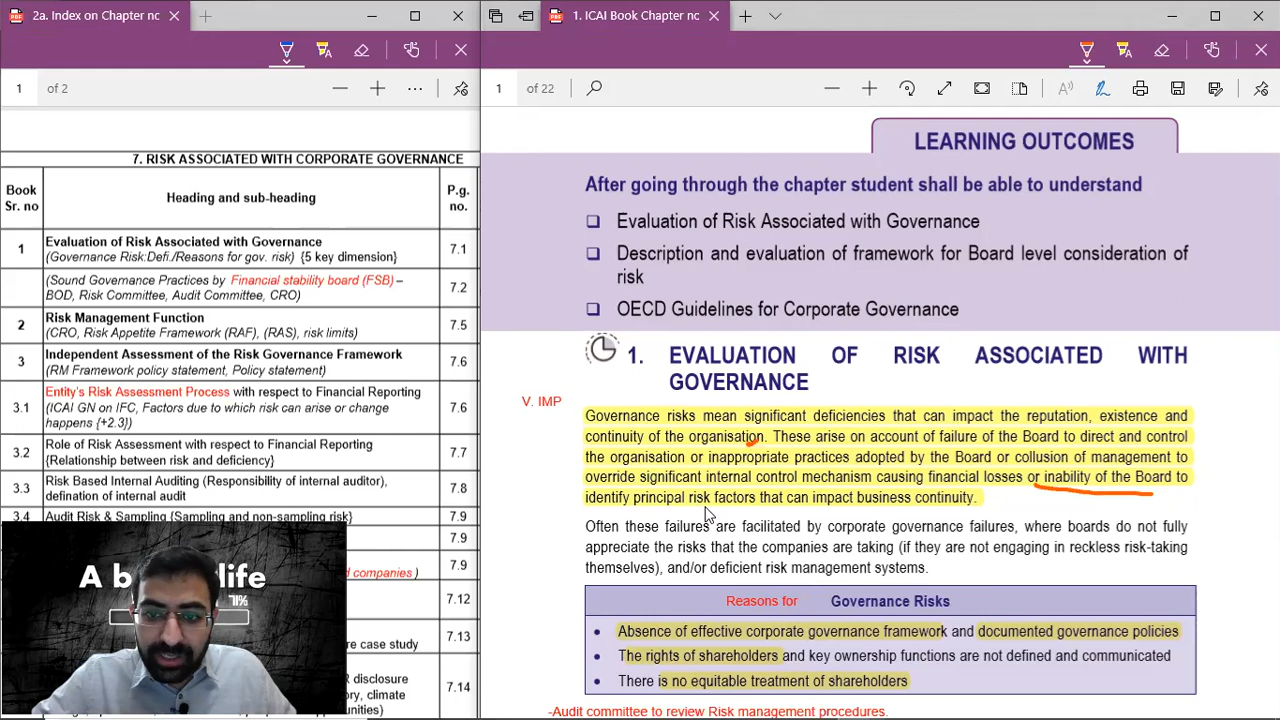 2a. Index on Chapter no
1. ICAI Book Chapter no
1 of 2
1 of 22
7. RISK ASSOCIATED WITH CORPORATE GOVERNANCE
Book Sr. no
Heading and sub-heading
P.g. no.
1
Evaluation of Risk Associated with Governance
(Governance Risk:Defi./Reasons for gov. risk) {5 key dimension}
7.1
(Sound Governance Practices by Financial stability board {FSB} –
BOD, Risk Committee, Audit Committee, CRO)
7.2
2
Risk Management Function
(CRO, Risk Appetite Framework (RAF), (RAS), risk limits)
7.5
3
Independent Assessment of the Risk Governance Framework
(RM Framework policy statement, Policy statement)
7.6
3.1
Entity's Risk Assessment Process with respect to Financial Reporting
(ICAI GN on IFC, Factors due to which risk can arise or change
happens {+2.3})
7.6
3.2
Role of Risk Assessment with respect to Financial Reporting
{Relationship between risk and deficiency}
7.7
3.3
Risk Based Internal Auditing (Responsibility of internal auditor),
defination of internal audit
7.8
3.4
Audit Risk & Sampling {Sampling and non-sampling risk}
7.9
7.9
d companies )
7.9
7.12
re case study
7.13
R disclosure
ory, climate
unities)
7.14
A b life
71%
LEARNING OUTCOMES
After going through the chapter student shall be able to understand
❑ Evaluation of Risk Associated with Governance
❑ Description and evaluation of framework for Board level consideration of
risk
❑ OECD Guidelines for Corporate Governance
1. EVALUATION OF RISK ASSOCIATED WITH
GOVERNANCE
V. IMP
Governance risks mean significant deficiencies that can impact the reputation, existence and
continuity of the organisation. These arise on account of failure of the Board to direct and control
the organisation or inappropriate practices adopted by the Board or collusion of management to
override significant internal control mechanism causing financial losses or inability of the Board to
identify principal risk factors that can impact business continuity.
Often these failures are facilitated by corporate governance failures, where boards do not fully
appreciate the risks that the companies are taking (if they are not engaging in reckless risk-taking
themselves), and/or deficient risk management systems.
Reasons for Governance Risks
• Absence of effective corporate governance framework and documented governance policies
• The rights of shareholders and key ownership functions are not defined and communicated
• There is no equitable treatment of shareholders
-Audit committee to review Risk management procedures.